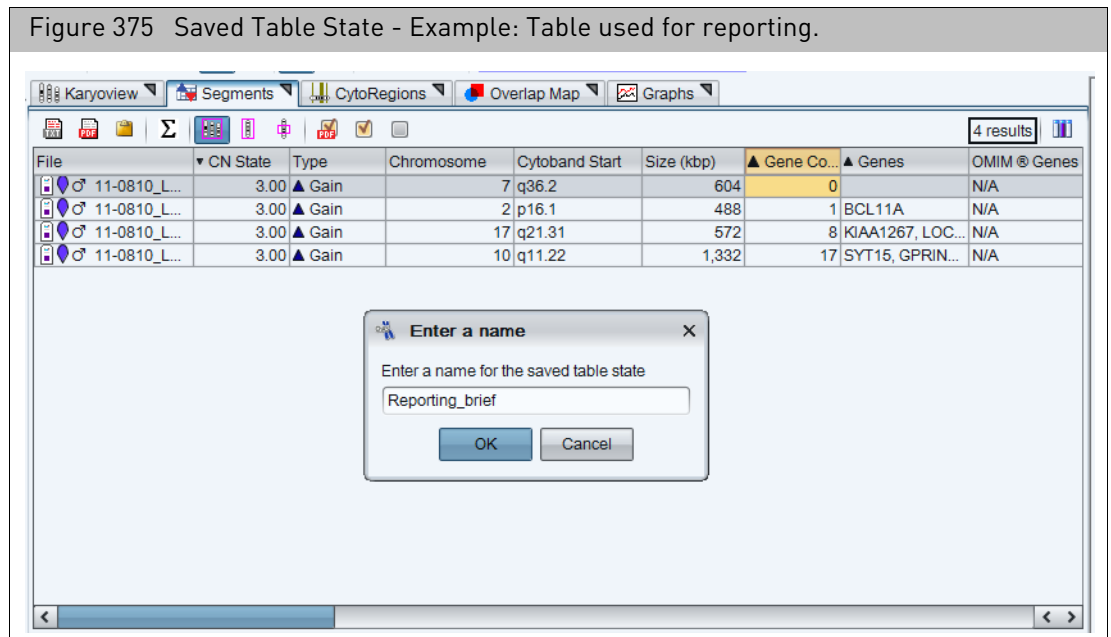 Figure 375 Saved Table State - Example: Table used for reporting.
Karyoview Segments CytoRegions Overlap Map Graphs
TXT PDF Σ PDF 4 results
File ▼ CN State Type Chromosome Cytoband Start Size (kbp) ▲ Gene Co... ▲ Genes OMIM ® Genes
♂ 11-0810_L... 3.00 ▲ Gain 7 q36.2 604 0 N/A
♂ 11-0810_L... 3.00 ▲ Gain 2 p16.1 488 1 BCL11A N/A
♂ 11-0810_L... 3.00 ▲ Gain 17 q21.31 572 8 KIAA1267, LOC... N/A
♂ 11-0810_L... 3.00 ▲ Gain 10 q11.22 1,332 17 SYT15, GPRIN... N/A
Enter a name
Enter a name for the saved table state
Reporting_brief
OK Cancel